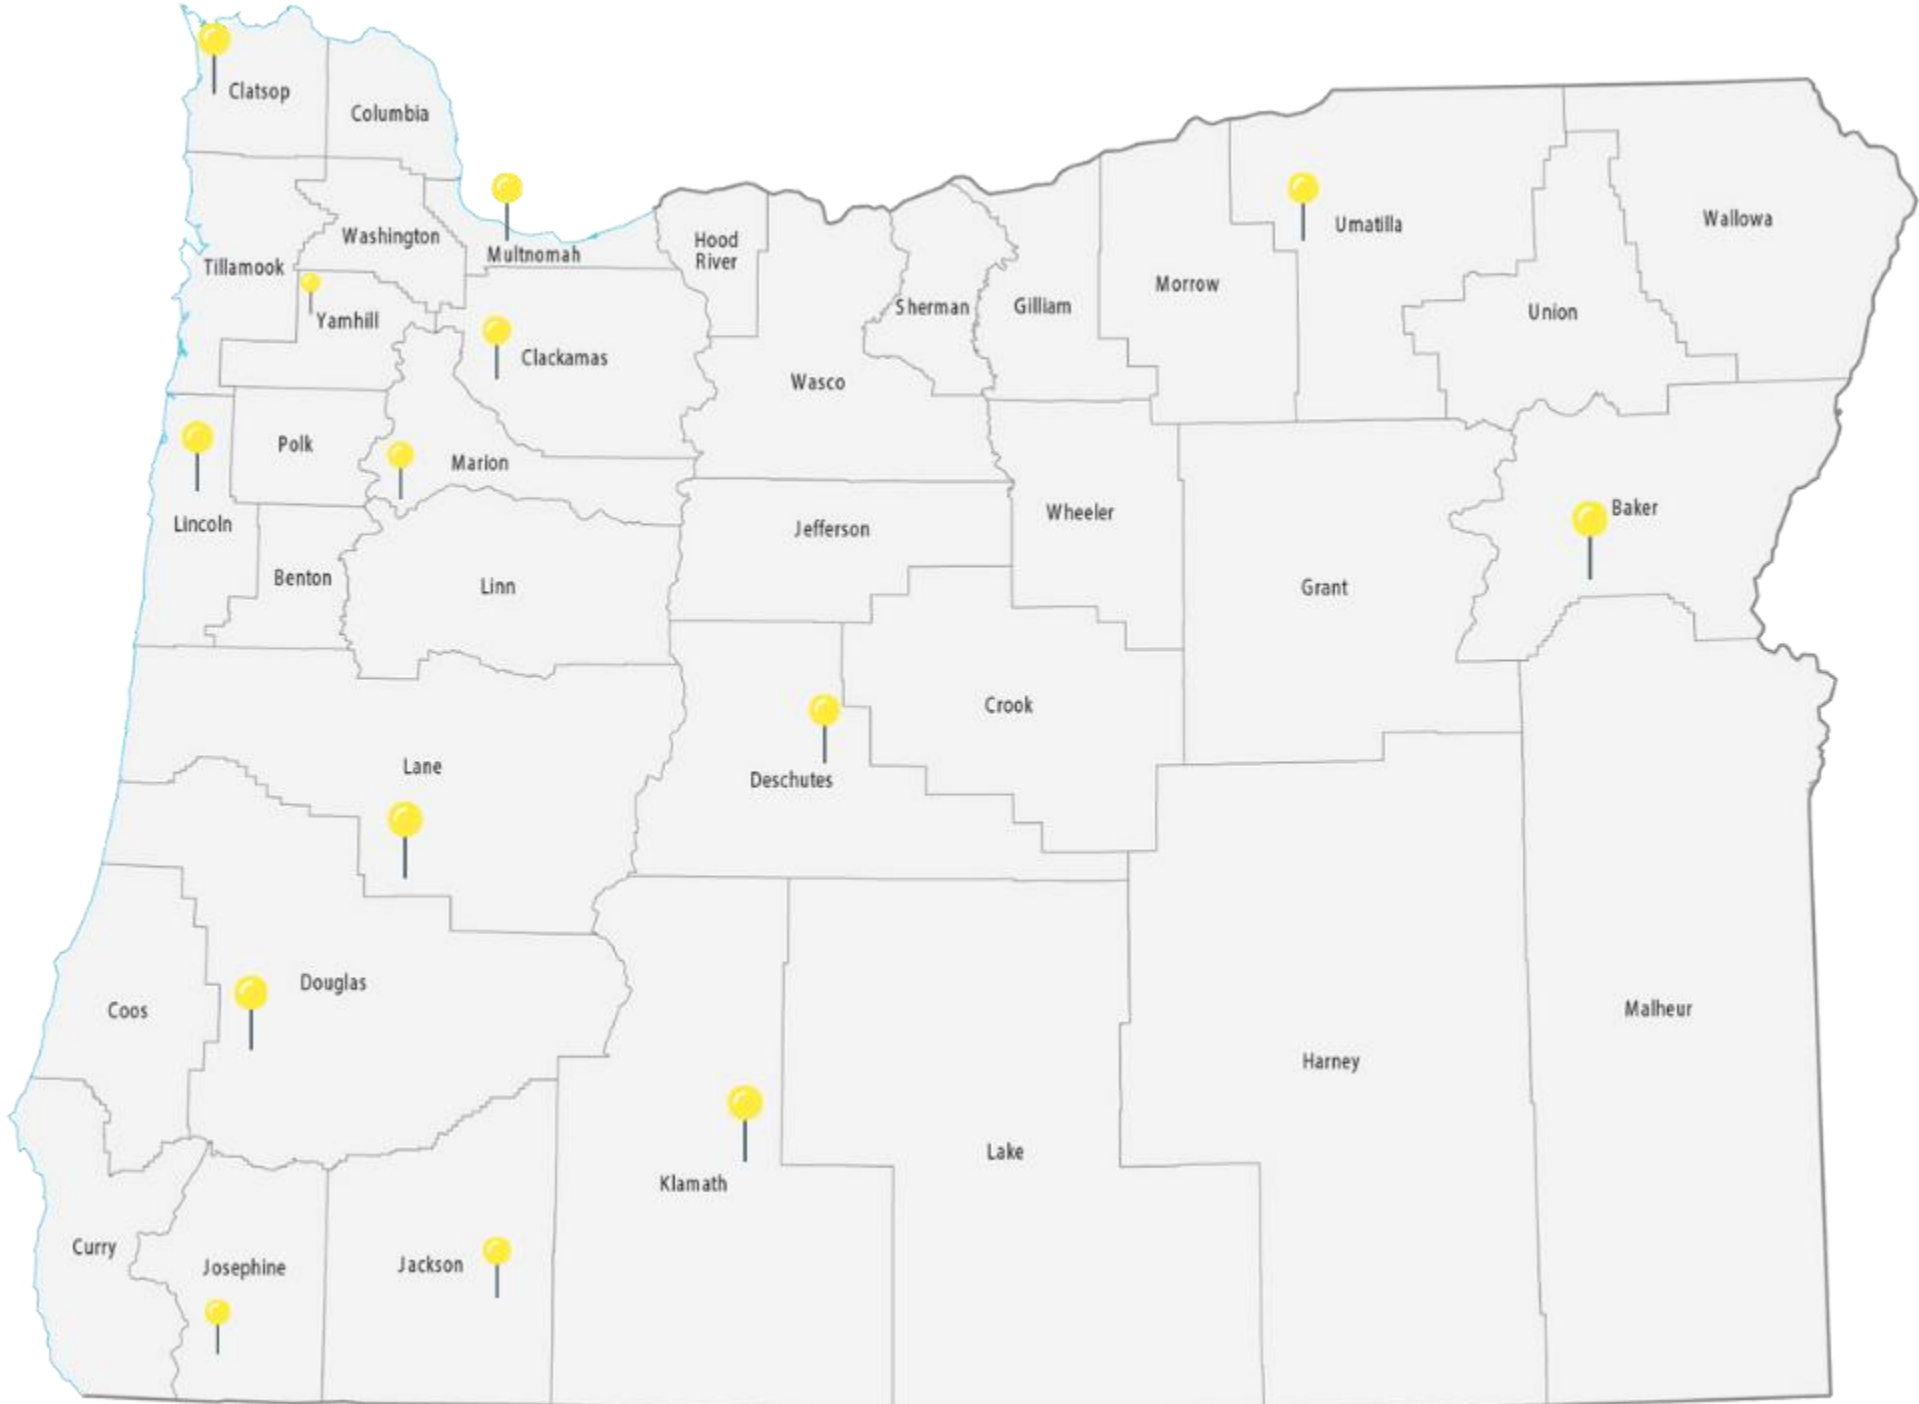 Clatsop
Columbia
Washington
Tillamook
Multnomah
Hood
River
Yamhill
Clackamas
Sherman
Gilliam
Morrow
Umatilla
Wallowa
Union
Wasco
Polk
Marion
Lincoln
Jefferson
Wheeler
Baker
Benton
Linn
Grant
Crook
Lane
Deschutes
Douglas
Coos
Malheur
Harney
Lake
Klamath
Curry
Josephine
Jackson